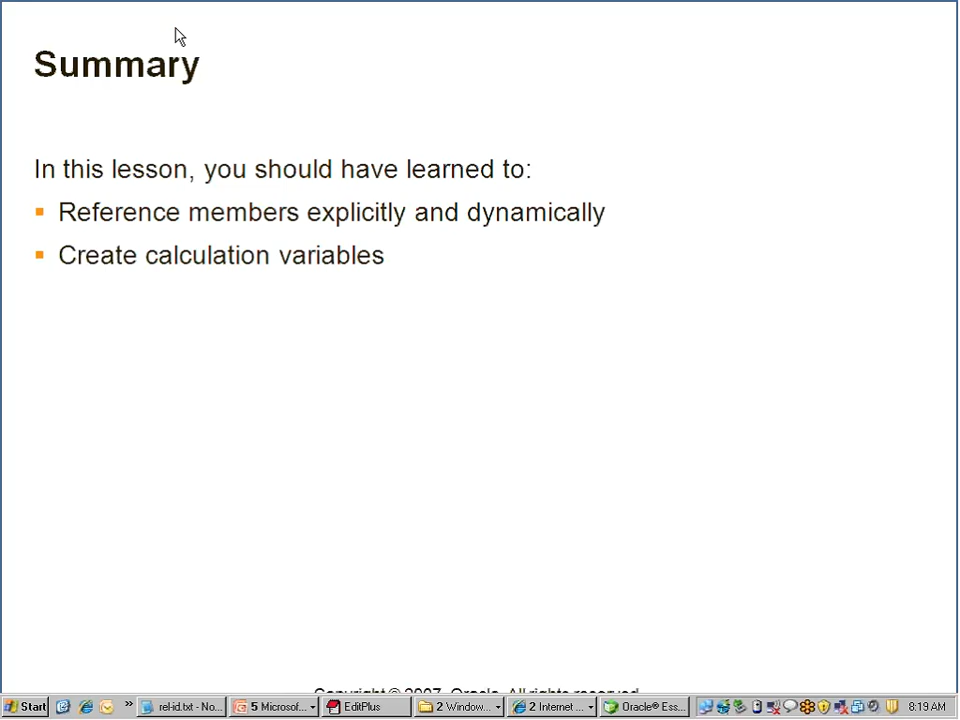 Summary
In this lesson, you should have learned to:
Reference members explicitly and dynamically
Create calculation variables
Copyright © 2007, Oracle. All rights reserved.
Start » rel-id.txt - No... 5 Microsof... EditPlus 2 Window... 2 Internet ... Oracle® Ess... 8:19 AM